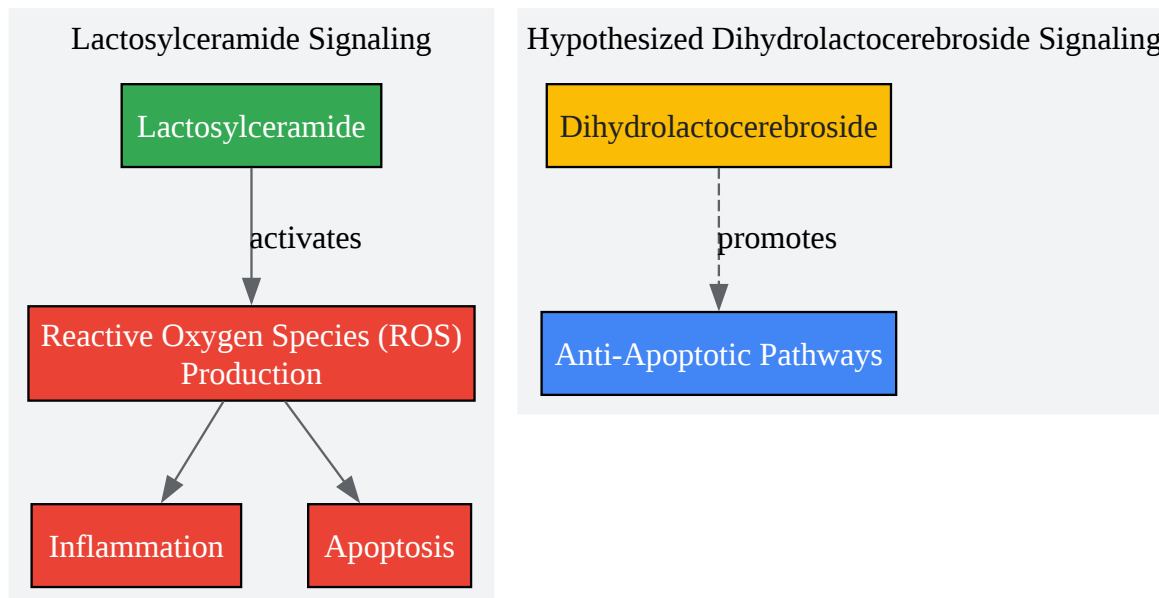 Lactosylceramide Signaling
Lactosylceramide
activates
Reactive Oxygen Species (ROS)
Production
Inflammation
Apoptosis
Hypothesized Dihydrolactocerebroside Signaling
Dihydrolactocerebroside
promotes
Anti-Apoptotic Pathways